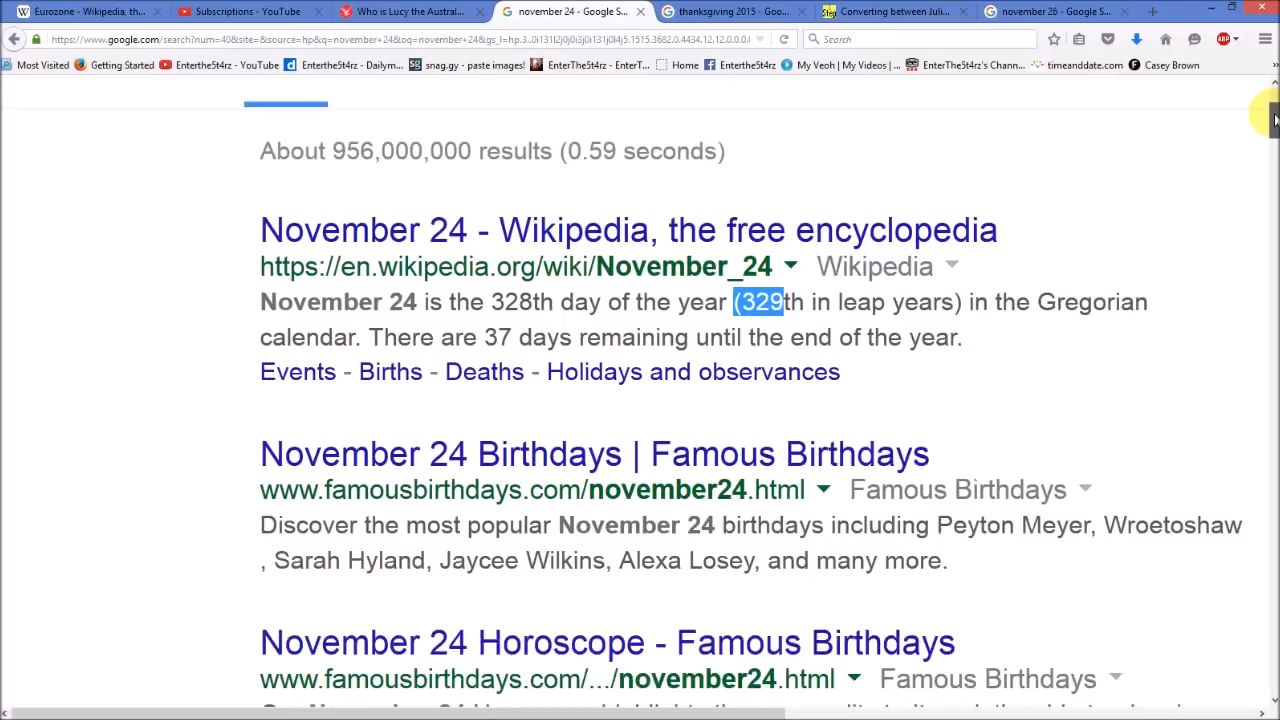 Eurozone - Wikipedia, th... Subscriptions - YouTube Who is Lucy the Austral... november 24 - Google S... thanksgiving 2015 - Goo... Converting between Juli... november 26 - Google S...
https://www.google.com/search?num=40&site=&source=hp&q=november+24&oq=november+24&gs_l=hp.3..0i131l2j0j0i3j0i131j0l4j5.1515.3682.0.4434.12.12.0.0.0. Search ABP
Most Visited Getting Started Enterthe5t4rz - YouTube Enterthe5t4rz - Dailym... snag.gy - paste images! EnterThe5t4rz - EnterT... Home Enterthe5t4rz My Veoh | My Videos | ... EnterThe5t4rz's Chann... timeanddate.com Casey Brown
About 956,000,000 results (0.59 seconds)
November 24 - Wikipedia, the free encyclopedia
https://en.wikipedia.org/wiki/November_24 Wikipedia
November 24 is the 328th day of the year (329th in leap years) in the Gregorian
calendar. There are 37 days remaining until the end of the year.
Events - Births - Deaths - Holidays and observances
November 24 Birthdays | Famous Birthdays
www.famousbirthdays.com/november24.html Famous Birthdays
Discover the most popular November 24 birthdays including Peyton Meyer, Wroetoshaw
, Sarah Hyland, Jaycee Wilkins, Alexa Losey, and many more.
November 24 Horoscope - Famous Birthdays
www.famousbirthdays.com/.../november24.html Famous Birthdays